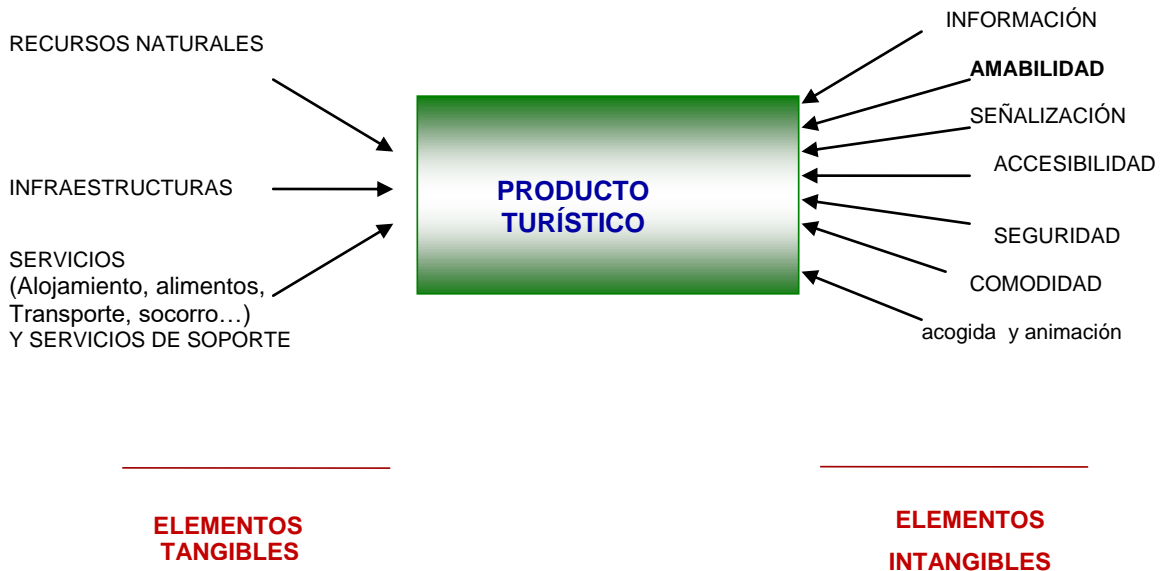 RECURSOS NATURALES
INFRAESTRUCTURAS
SERVICIOS
(Alojamiento, alimentos,
Transporte, socorro…)
Y SERVICIOS DE SOPORTE
PRODUCTO
TURÍSTICO
INFORMACIÓN
AMABILIDAD
SEÑALIZACIÓN
ACCESIBILIDAD
SEGURIDAD
COMODIDAD
acogida y animación
ELEMENTOS
TANGIBLES
ELEMENTOS
INTANGIBLES